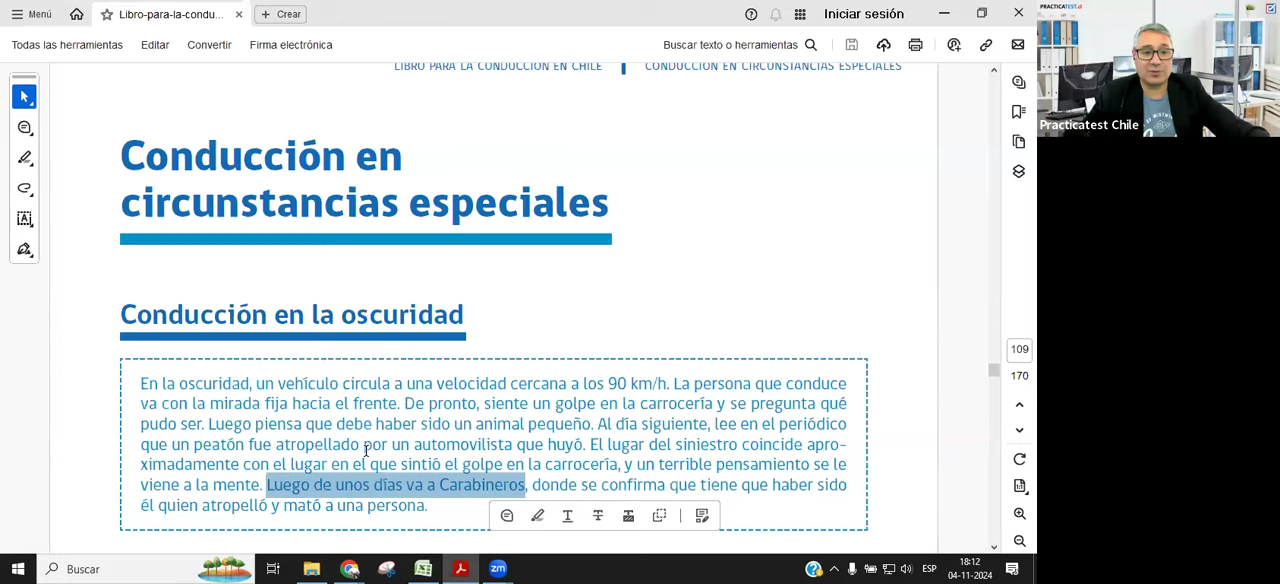 Menú
Libro-para-la-condu...
Crear
Iniciar sesión
Todas las herramientas
Editar
Convertir
Firma electrónica
Buscar texto o herramientas
LIBRO PARA LA CONDUCCIÓN EN CHILE
CONDUCCIÓN EN CIRCUNSTANCIAS ESPECIALES
Conducción en
circunstancias especiales
Conducción en la oscuridad
En la oscuridad, un vehículo circula a una velocidad cercana a los 90 km/h. La persona que conduce
va con la mirada fija hacia el frente. De pronto, siente un golpe en la carrocería y se pregunta qué
pudo ser. Luego piensa que debe haber sido un animal pequeño. Al día siguiente, lee en el periódico
que un peatón fue atropellado por un automovilista que huyó. El lugar del siniestro coincide apro-
ximadamente con el lugar en el que sintió el golpe en la carrocería, y un terrible pensamiento se le
viene a la mente. Luego de unos días va a Carabineros, donde se confirma que tiene que haber sido
él quien atropelló y mató a una persona.
109
170
PRACTICATEST.cl
Practicatest Chile
Buscar
zm
ESP
18:12
04-11-2024